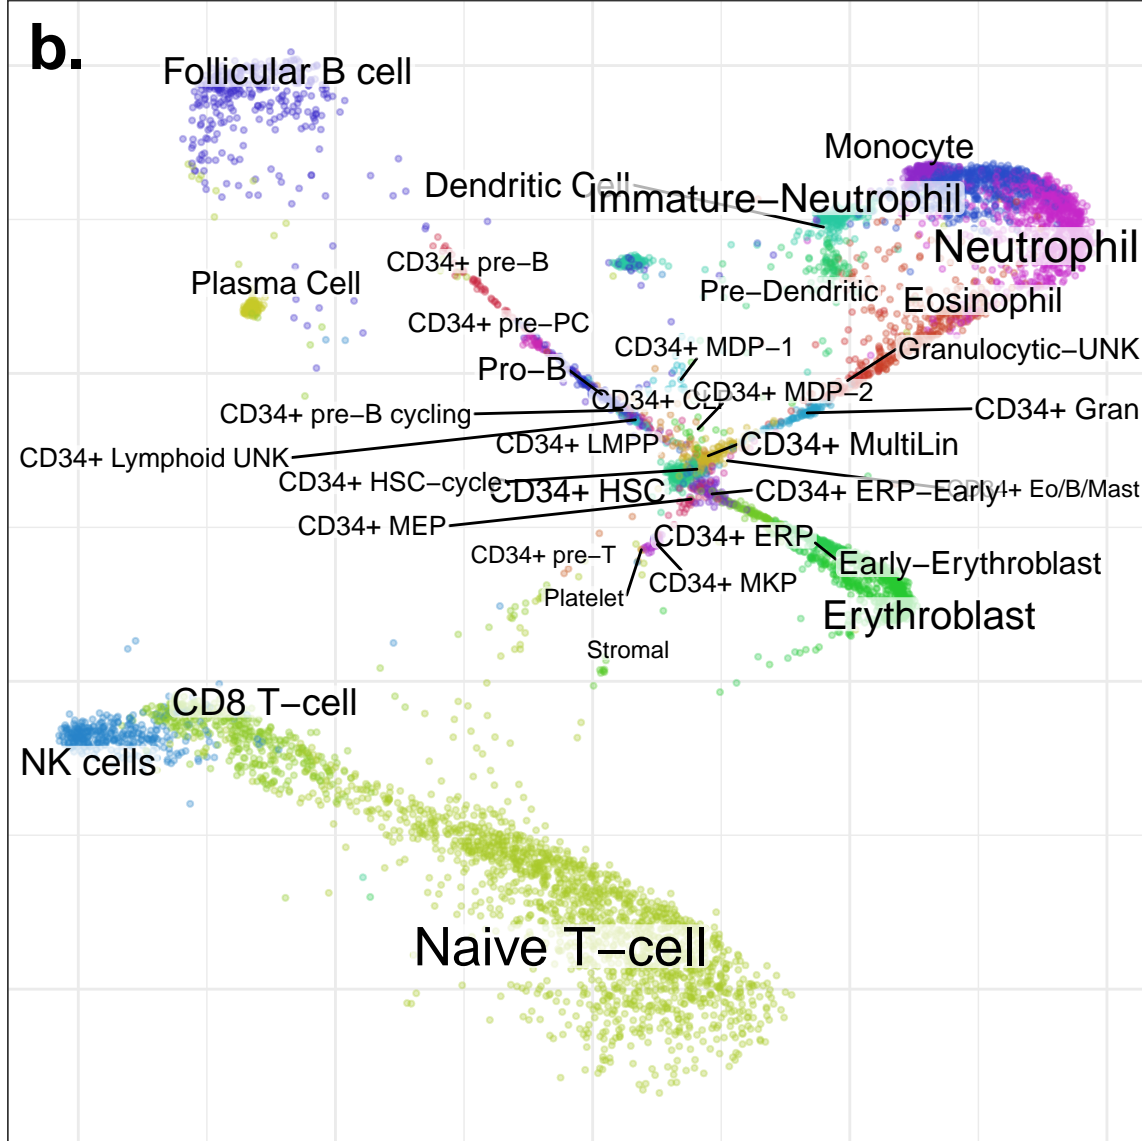 b.
Follicular B cell
Monocyte
Dendritic Cell
Immature−Neutrophil
Neutrophil
CD34+ pre−B
Plasma Cell
Pre−Dendritic
Eosinophil
CD34+ pre−PC
CD34+ MDP−1
Granulocytic−UNK
Pro−B
CD34+ MDP−2
CD34+
CD34+ Gran
CD34+ pre−B cycling
CD34+ LMPP
CD34+ MultiLin
CD34+ Lymphoid UNK
CD34+ HSC−cycle
CD34+ HSC
CD34+ ERP−Early
Eo/B/Mast
CD34+ MEP
CD34+ ERP
CD34+ pre−T
Early−Erythroblast
CD34+ MKP
Platelet
Erythroblast
Stromal
CD8 T−cell
NK cells
Naive T−cell